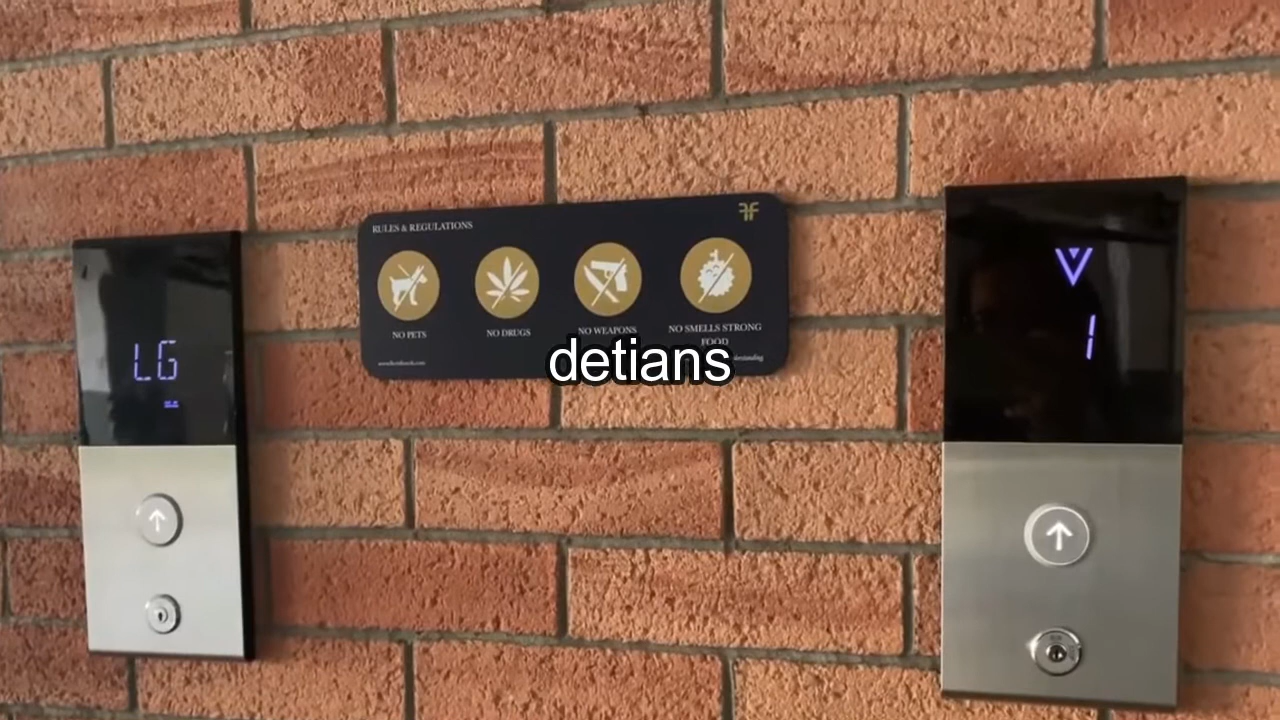 RULES & REGULATIONS
NO PETS
NO DRUGS
NO WEAPONS
NO SMELLS STRONG
FOOD
detians
LG
1